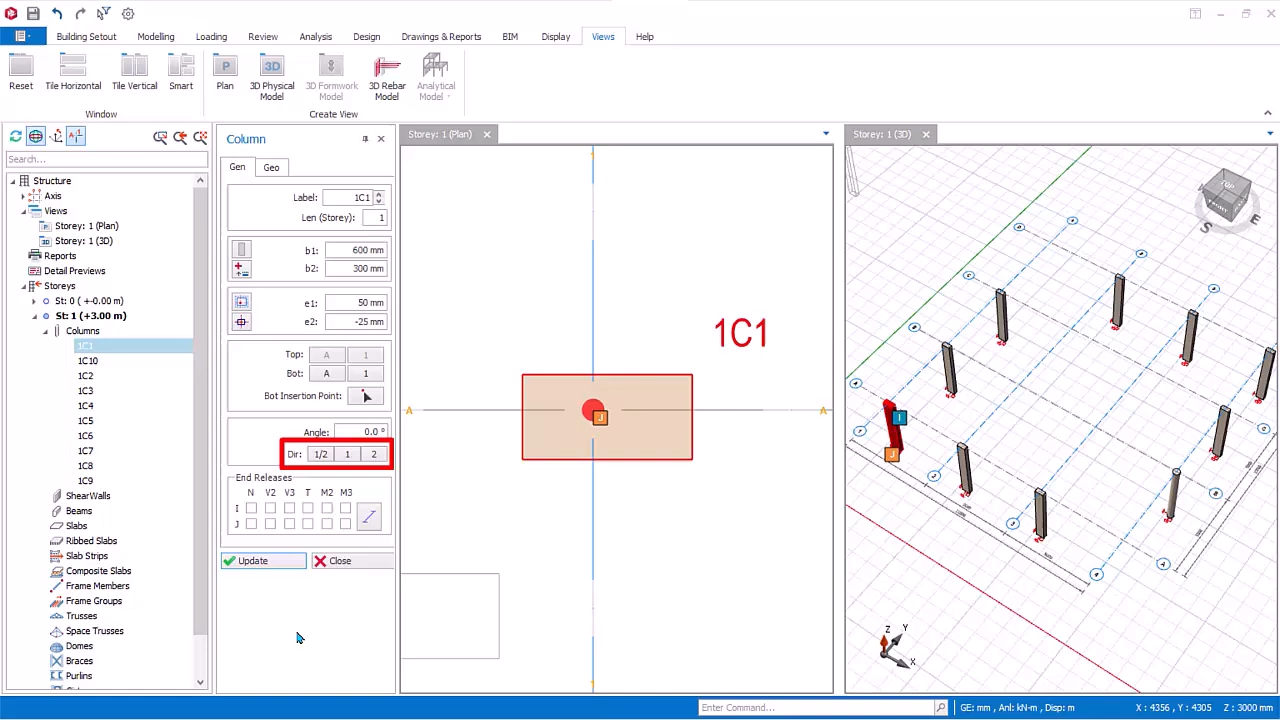 Building Setout Modelling Loading Review Analysis Design Drawings & Reports BIM Display Views Help
Reset Tile Horizontal Tile Vertical Smart Plan 3D Physical Model 3D Formwork Model 3D Rebar Model Analytical Model
Window Create View
Search...
Structure
Axis
Views
Storey: 1 (Plan)
Storey: 1 (3D)
Reports
Detail Previews
Storeys
St: 0 ( +-0.00 m)
St: 1 (+3.00 m)
Columns
1C1
1C10
1C2
1C3
1C4
1C5
1C6
1C7
1C8
1C9
ShearWalls
Beams
Slabs
Ribbed Slabs
Slab Strips
Composite Slabs
Frame Members
Frame Groups
Trusses
Space Trusses
Domes
Braces
Purlins
Column
Gen Geo
Label: 1C1
Len (Storey): 1
b1: 600 mm
b2: 300 mm
e1: 50 mm
e2: -25 mm
Top: A 1
Bot: A 1
Bot Insertion Point:
Angle: 0.0 °
Dir: 1/2 1 2
End Releases
N V2 V3 T M2 M3
I
J
Update Close
Storey: 1 (Plan)
1C1
A J A
Storey: 1 (3D)
TOP
FRONT
S E
I
J
Z Y
X
Enter Command... GE: mm , Anl: kN-m , Disp: m X : 4356 , Y : 4305 Z : 3000 mm